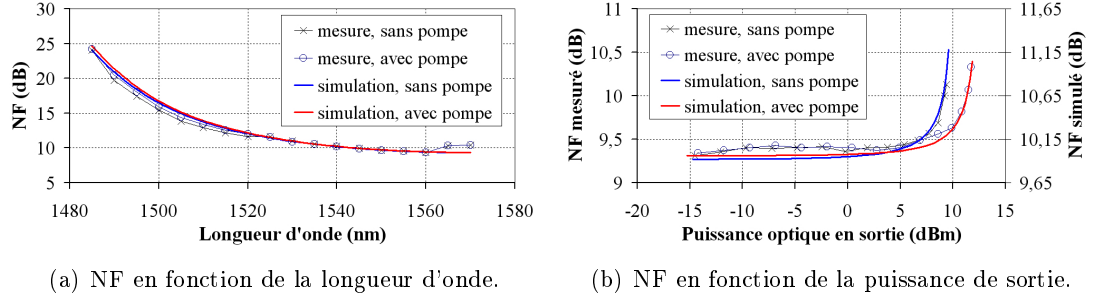 NF (dB)
30
25
20
15
10
5
1480
1500
1520
1540
1560
1580
Longueur d'onde (nm)
mesure, sans pompe
mesure, avec pompe
simulation, sans pompe
simulation, avec pompe
(a) NF en fonction de la longueur d'onde.
NF mesuré (dB)
11
10,5
10
9,5
9
-20
-15
-10
-5
0
5
10
15
Puissance optique en sortie (dBm)
mesure, sans pompe
mesure, avec pompe
simulation, sans pompe
simulation, avec pompe
11,65
11,15
10,65
10,15
9,65
NF simulé (dB)
(b) NF en fonction de la puissance de sortie.